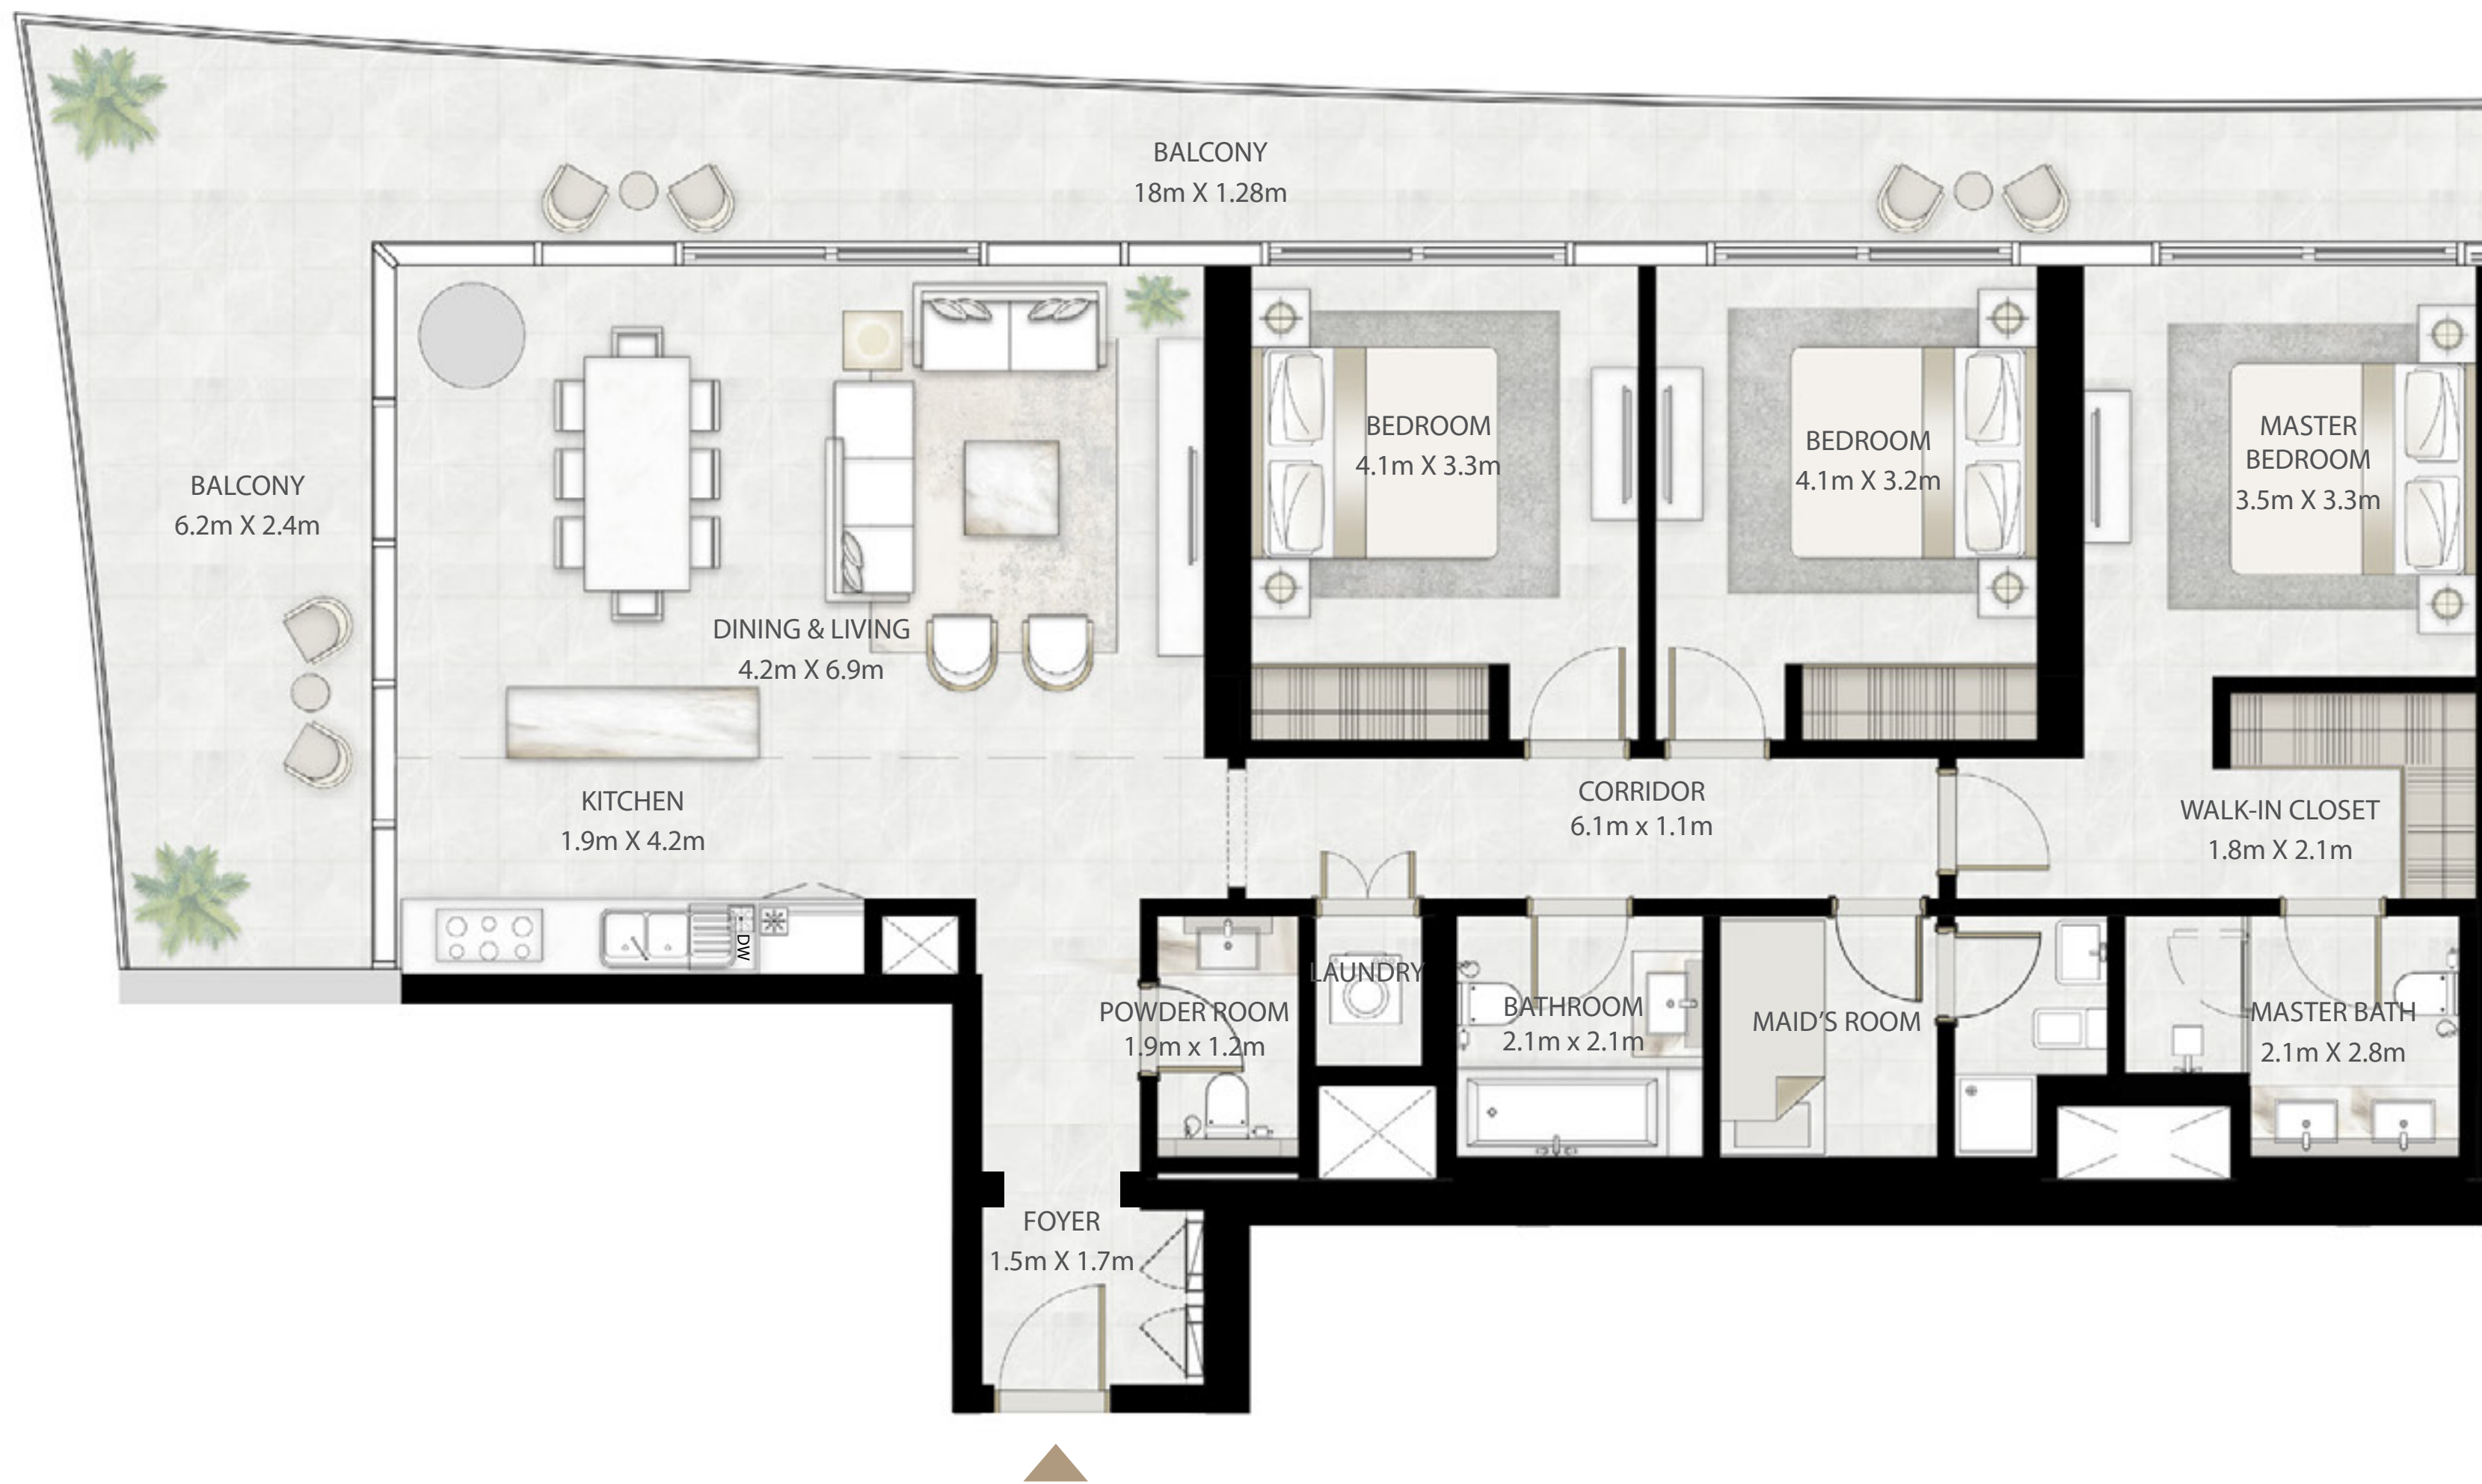 BALCONY
18m X 1.28m
BALCONY
6.2m X 2.4m
DINING & LIVING
4.2m X 6.9m
KITCHEN
1.9m X 4.2m
DW
BEDROOM
4.1m X 3.3m
BEDROOM
4.1m X 3.2m
MASTER
BEDROOM
3.5m X 3.3m
CORRIDOR
6.1m x 1.1m
WALK-IN CLOSET
1.8m X 2.1m
POWDER ROOM
1.9m x 1.2m
LAUNDRY
BATHROOM
2.1m x 2.1m
MAID’S ROOM
MASTER BATH
2.1m X 2.8m
FOYER
1.5m X 1.7m